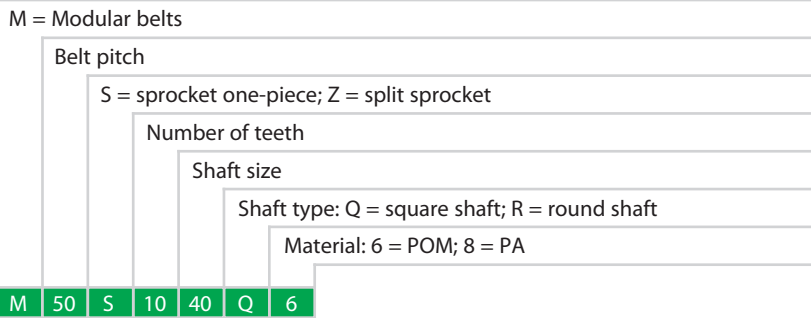 M = Modular belts
Belt pitch
S = sprocket one-piece; Z = split sprocket
Number of teeth
Shaft size
Shaft type: Q = square shaft; R = round shaft
Material: 6 = POM; 8 = PA
M 50 S 10 40 Q 6